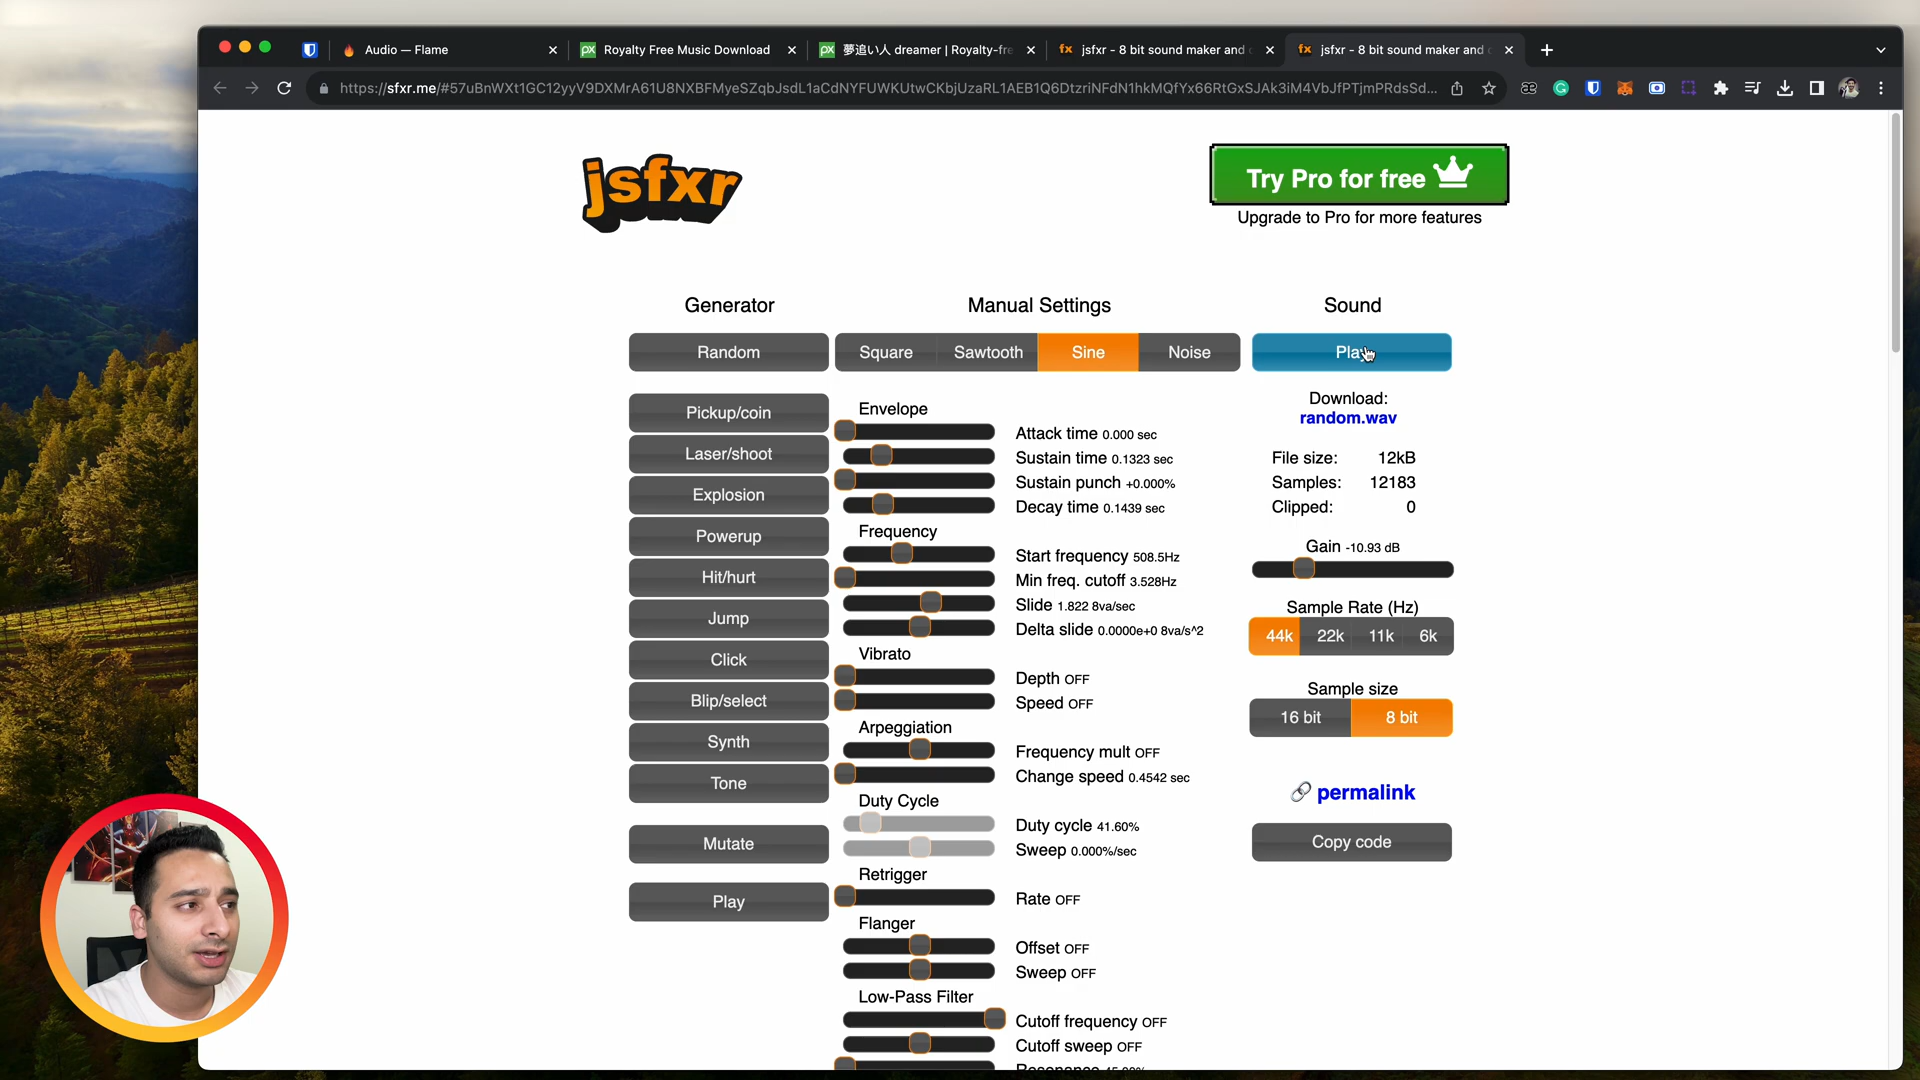 Audio — Flame
Royalty Free Music Download
夢追い人 dreamer | Royalty-fre
jsfxr - 8 bit sound maker and
jsfxr - 8 bit sound maker and
https://sfxr.me/#57uBnWXt1GC12yyV9DXMrA61U8NXBFMyeSZqbJsdL1aCdNYFUWKUtwCKbjUzaRL1AEB1Q6DtzriNFdN1hkMQfYx66RtGxSJAk3iM4VbJfPTjmPRdsSd...
jsfxr
Try Pro for free
Upgrade to Pro for more features
Generator
Random
Pickup/coin
Laser/shoot
Explosion
Powerup
Hit/hurt
Jump
Click
Blip/select
Synth
Tone
Mutate
Play
Manual Settings
Square Sawtooth Sine Noise
Envelope
Attack time 0.000 sec
Sustain time 0.1323 sec
Sustain punch +0.000%
Decay time 0.1439 sec
Frequency
Start frequency 508.5Hz
Min freq. cutoff 3.528Hz
Slide 1.822 8va/sec
Delta slide 0.0000e+0 8va/s^2
Vibrato
Depth OFF
Speed OFF
Arpeggiation
Frequency mult OFF
Change speed 0.4542 sec
Duty Cycle
Duty cycle 41.60%
Sweep 0.000%/sec
Retrigger
Rate OFF
Flanger
Offset OFF
Sweep OFF
Low-Pass Filter
Cutoff frequency OFF
Cutoff sweep OFF
Sound
Play
Download:
random.wav
File size: 12kB
Samples: 12183
Clipped: 0
Gain -10.93 dB
Sample Rate (Hz)
44k 22k 11k 6k
Sample size
16 bit 8 bit
permalink
Copy code